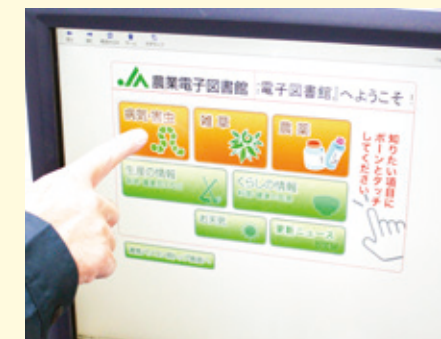 JA 農業電子図書館 「電子図書館」へようこそ
病気・害虫
雑草
農薬
知りたい項目に
ポーンとタッチ
してください。
生産の情報
くらしの情報
お天気
更新ニュース